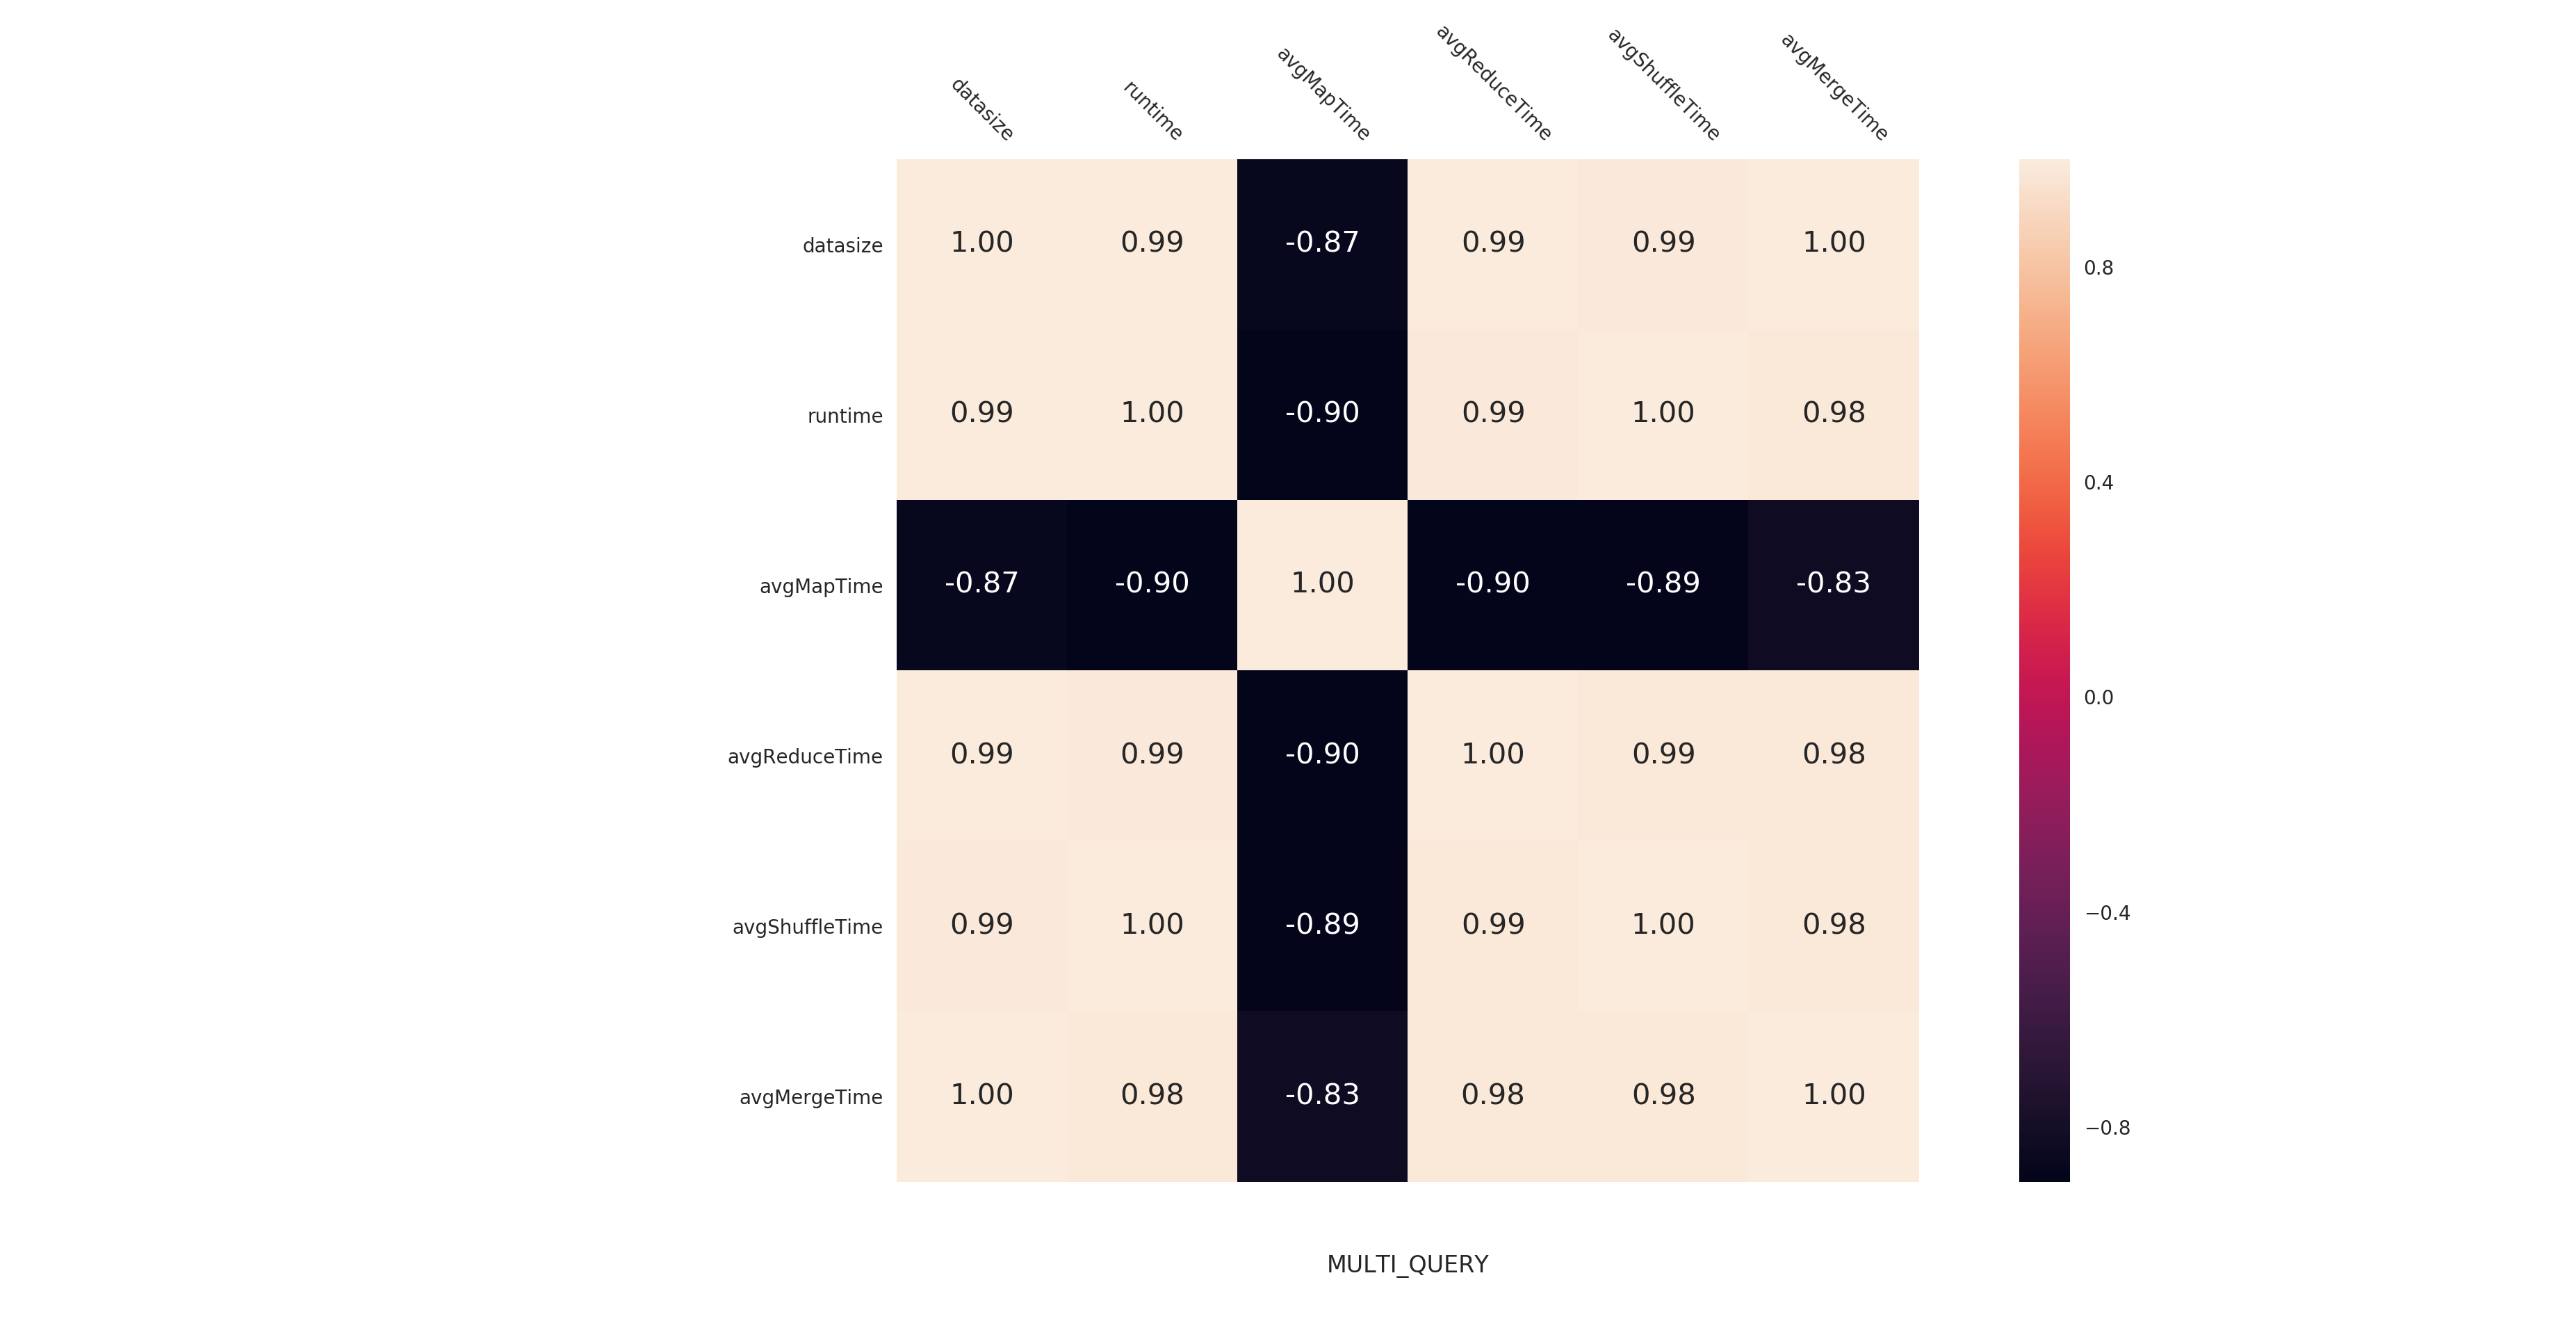 datasize runtime avgMapTime avgReduceTime avgShuffleTime avgMergeTime
datasize 1.00 0.99 -0.87 0.99 0.99 1.00
runtime 0.99 1.00 -0.90 0.99 1.00 0.98
avgMapTime -0.87 -0.90 1.00 -0.90 -0.89 -0.83
avgReduceTime 0.99 0.99 -0.90 1.00 0.99 0.98
avgShuffleTime 0.99 1.00 -0.89 0.99 1.00 0.98
avgMergeTime 1.00 0.98 -0.83 0.98 0.98 1.00
0.8
0.4
0.0
−0.4
−0.8
MULTI_QUERY